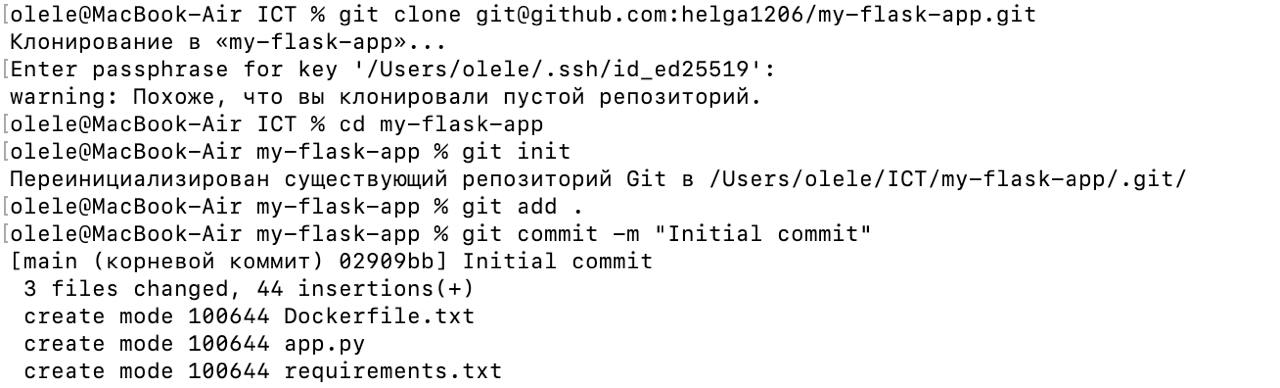 [olele@MacBook-Air ICT % git clone git@github.com:helga1206/my-flask-app.git
Клонирование в «my-flask-app»...
[Enter passphrase for key '/Users/olele/.ssh/id_ed25519':
warning: Похоже, что вы клонировали пустой репозиторий.
[olele@MacBook-Air ICT % cd my-flask-app
[olele@MacBook-Air my-flask-app % git init
Переинициализирован существующий репозиторий Git в /Users/olele/ICT/my-flask-app/.git/
[olele@MacBook-Air my-flask-app % git add .
[olele@MacBook-Air my-flask-app % git commit -m "Initial commit"
[main (корневой коммит) 02909bb] Initial commit
3 files changed, 44 insertions(+)
create mode 100644 Dockerfile.txt
create mode 100644 app.py
create mode 100644 requirements.txt